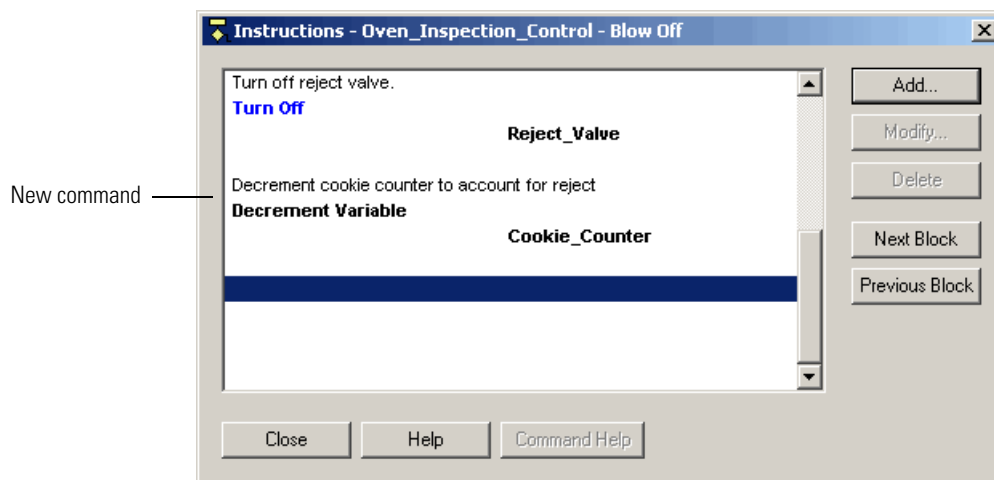 Instructions - Oven_Inspection_Control - Blow Off
Turn off reject valve.
Turn Off
Reject_Valve
Decrement cookie counter to account for reject
Decrement Variable
Cookie_Counter
New command
Add...
Modify...
Delete
Next Block
Previous Block
Close
Help
Command Help